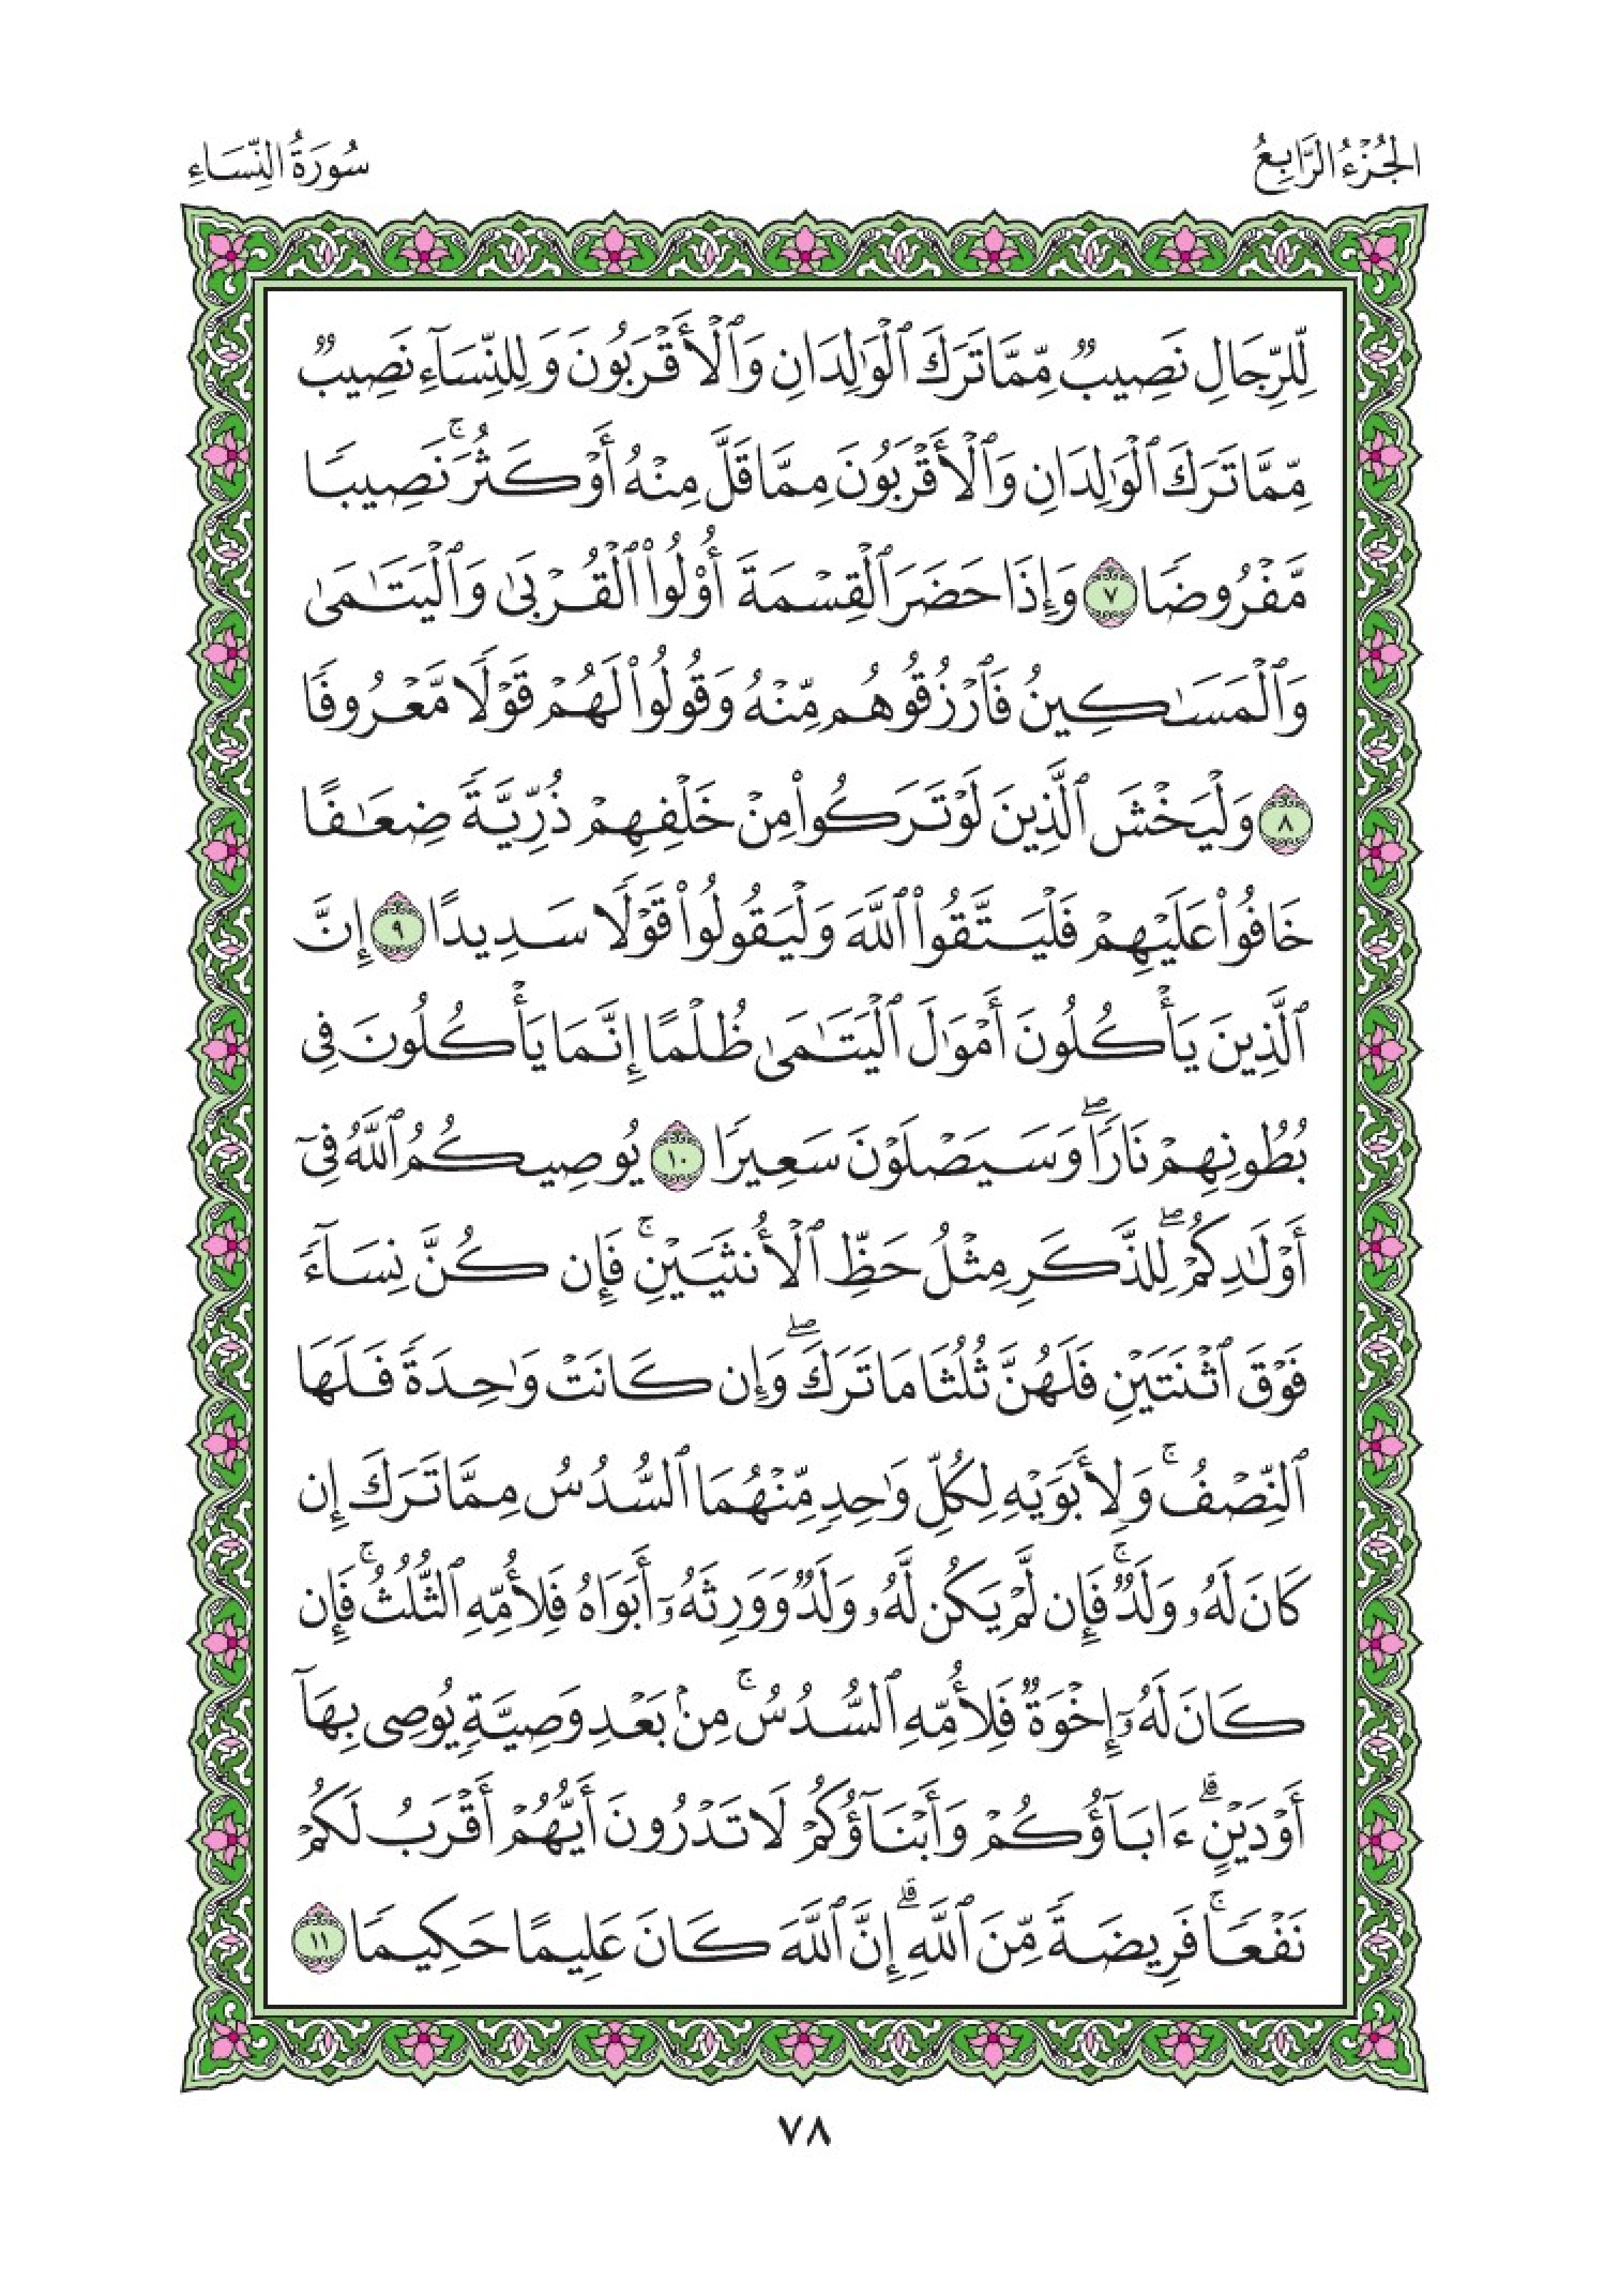 الجُزْءُ الرَّابِعُ
سُورَةُ النِّسَاءِ
لِّلرِّجَالِ نَصِيبٌ مِّمَّا تَرَكَ ٱلْوَٰلِدَانِ وَٱلْأَقْرَبُونَ وَلِلنِّسَآءِ نَصِيبٌ
مِّمَّا تَرَكَ ٱلْوَٰلِدَانِ وَٱلْأَقْرَبُونَ مِمَّا قَلَّ مِنْهُ أَوْ كَثُرَ ۚ نَصِيبًا
مَّفْرُوضًا ٧ وَإِذَا حَضَرَ ٱلْقِسْمَةَ أُو۟لُوا۟ ٱلْقُرْبَىٰ وَٱلْيَتَٰمَىٰ
وَٱلْمَسَٰكِينُ فَٱرْزُقُوهُم مِّنْهُ وَقُولُوا۟ لَهُمْ قَوْلًا مَّعْرُوفًا
٨ وَلْيَخْشَ ٱلَّذِينَ لَوْ تَرَكُوا۟ مِنْ خَلْفِهِمْ ذُرِّيَّةً ضِعَٰفًا
خَافُوا۟ عَلَيْهِمْ فَلْيَتَّقُوا۟ ٱللَّهَ وَلْيَقُولُوا۟ قَوْلًا سَدِيدًا ٩ إِنَّ
ٱلَّذِينَ يَأْكُلُونَ أَمْوَٰلَ ٱلْيَتَٰمَىٰ ظُلْمًا إِنَّمَا يَأْكُلُونَ فِى
بُطُونِهِمْ نَارًا ۖ وَسَيَصْلَوْنَ سَعِيرًا ١٠ يُوصِيكُمُ ٱللَّهُ فِىٓ
أَوْلَٰدِكُمْ ۖ لِلذَّكَرِ مِثْلُ حَظِّ ٱلْأُنثَيَيْنِ ۚ فَإِن كُنَّ نِسَآءً
فَوْقَ ٱثْنَتَيْنِ فَلَهُنَّ ثُلُثَا مَا تَرَكَ ۖ وَإِن كَانَتْ وَٰحِدَةً فَلَهَا
ٱلنِّصْفُ ۚ وَلِأَبَوَيْهِ لِكُلِّ وَٰحِدٍ مِّنْهُمَا ٱلسُّدُسُ مِمَّا تَرَكَ إِن
كَانَ لَهُۥ وَلَدٌ ۚ فَإِن لَّمْ يَكُن لَّهُۥ وَلَدٌ وَوَرِثَهُۥٓ أَبَوَاهُ فَلِأُمِّهِ ٱلثُّلُثُ ۚ فَإِن
كَانَ لَهُۥٓ إِخْوَةٌ فَلِأُمِّهِ ٱلسُّدُسُ ۚ مِنۢ بَعْدِ وَصِيَّةٍ يُوصِى بِهَآ
أَوْ دَيْنٍ ۗ ءَابَآؤُكُمْ وَأَبْنَآؤُكُمْ لَا تَدْرُونَ أَيُّهُمْ أَقْرَبُ لَكُمْ
نَفْعًا ۚ فَرِيضَةً مِّنَ ٱللَّهِ ۗ إِنَّ ٱللَّهَ كَانَ عَلِيمًا حَكِيمًا ١١
٧٨